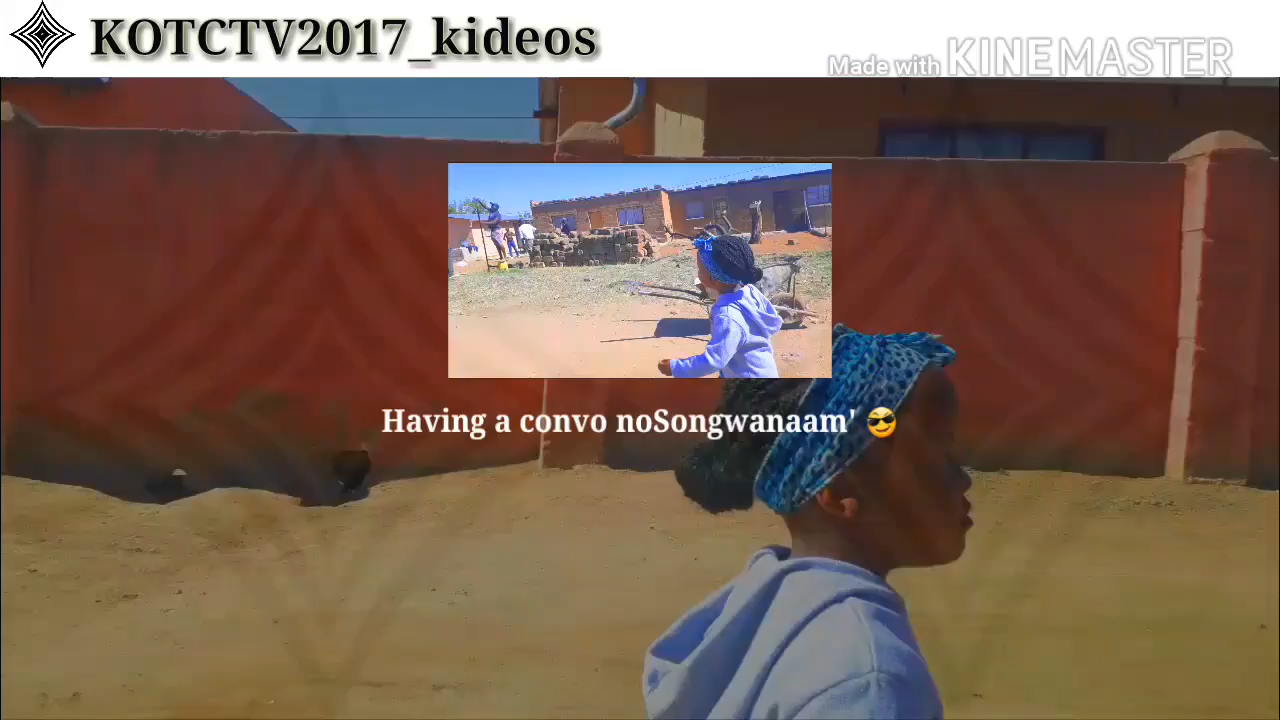 KOTCTV2017_kideos
Made with KINEMASTER
Having a convo noSongwanaam' 😎